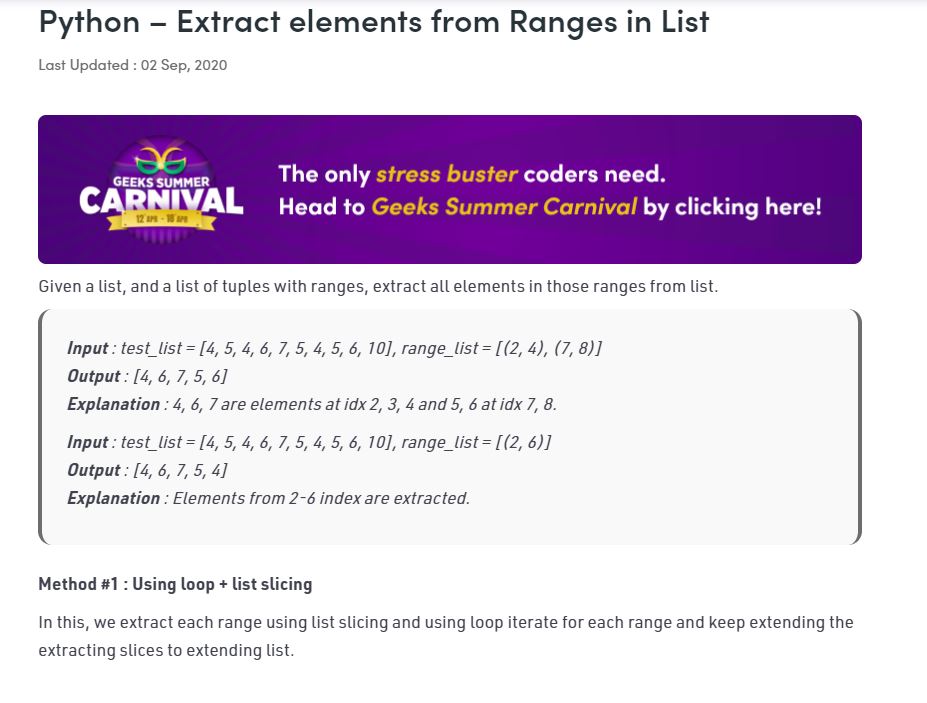 Python – Extract elements from Ranges in List
Last Updated : 02 Sep, 2020
GEEKS SUMMER
CARNIVAL
12 APR - 18 APR
The only stress buster coders need.
Head to Geeks Summer Carnival by clicking here!
Given a list, and a list of tuples with ranges, extract all elements in those ranges from list.
Input : test_list = [4, 5, 4, 6, 7, 5, 4, 5, 6, 10], range_list = [(2, 4), (7, 8)]
Output : [4, 6, 7, 5, 6]
Explanation : 4, 6, 7 are elements at idx 2, 3, 4 and 5, 6 at idx 7, 8.
Input : test_list = [4, 5, 4, 6, 7, 5, 4, 5, 6, 10], range_list = [(2, 6)]
Output : [4, 6, 7, 5, 4]
Explanation : Elements from 2-6 index are extracted.
Method #1 : Using loop + list slicing
In this, we extract each range using list slicing and using loop iterate for each range and keep extending the
extracting slices to extending list.